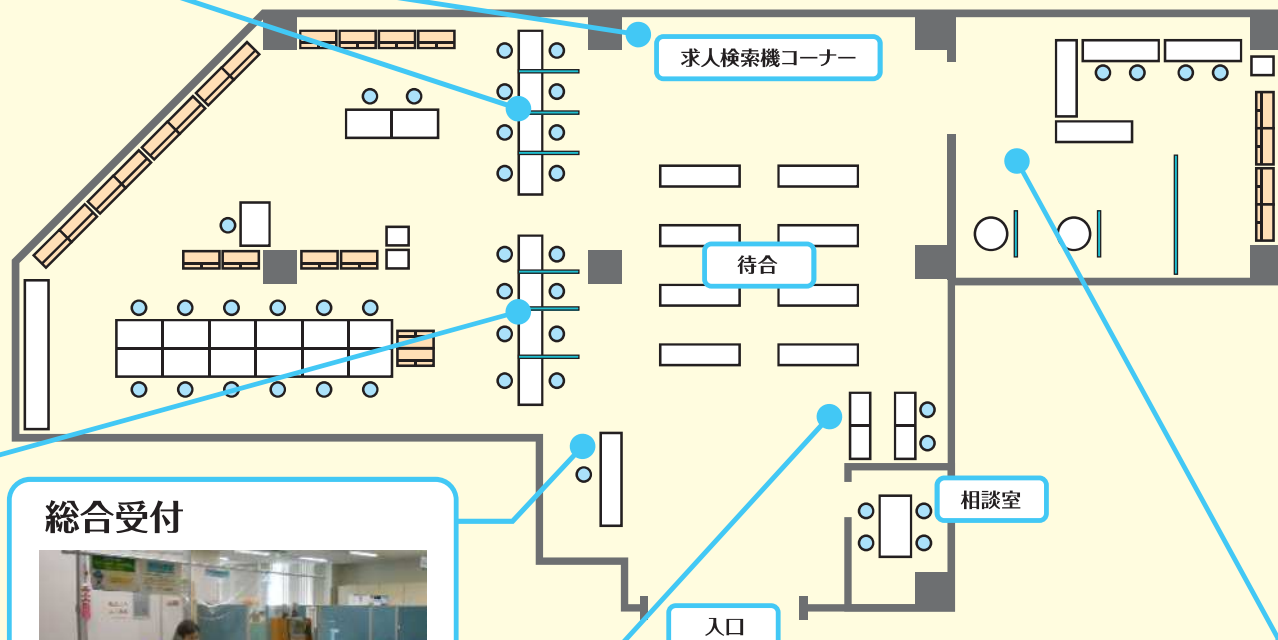 求人検索機コーナー
待合
相談室
総合受付
入口